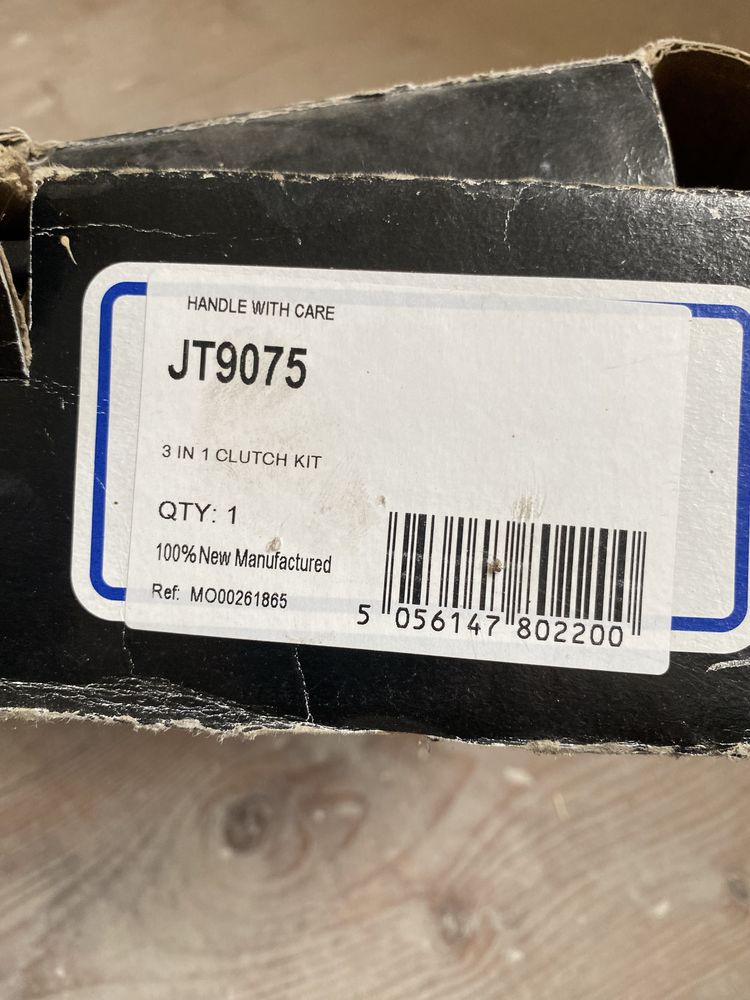 HANDLE WITH CARE
JT9075
3 IN 1 CLUTCH KIT
QTY: 1
100% New Manufactured
Ref: MO00261865
5 056147 802200